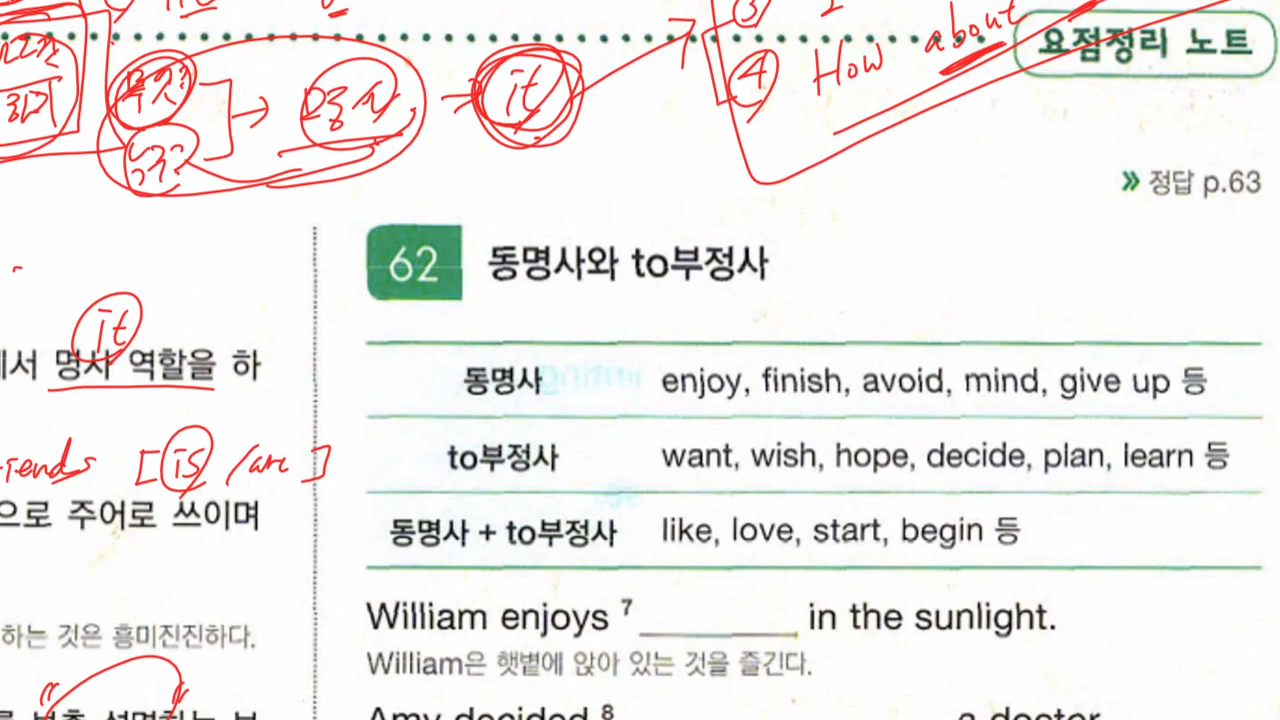 How about
요점정리 노트
무엇
→ 명사 → it
누구
» 정답 p.63
62 동명사와 to부정사
it
에서 명사 역할을 하
[is /are]
으로 주어로 쓰이며
하는 것은 흥미진진하다.
동명사 enjoy, finish, avoid, mind, give up 등
to부정사 want, wish, hope, decide, plan, learn 등
동명사 + to부정사 like, love, start, begin 등
William enjoys 7 ________ in the sunlight.
William은 햇볕에 앉아 있는 것을 즐긴다.
Amy decided 8 a doctor